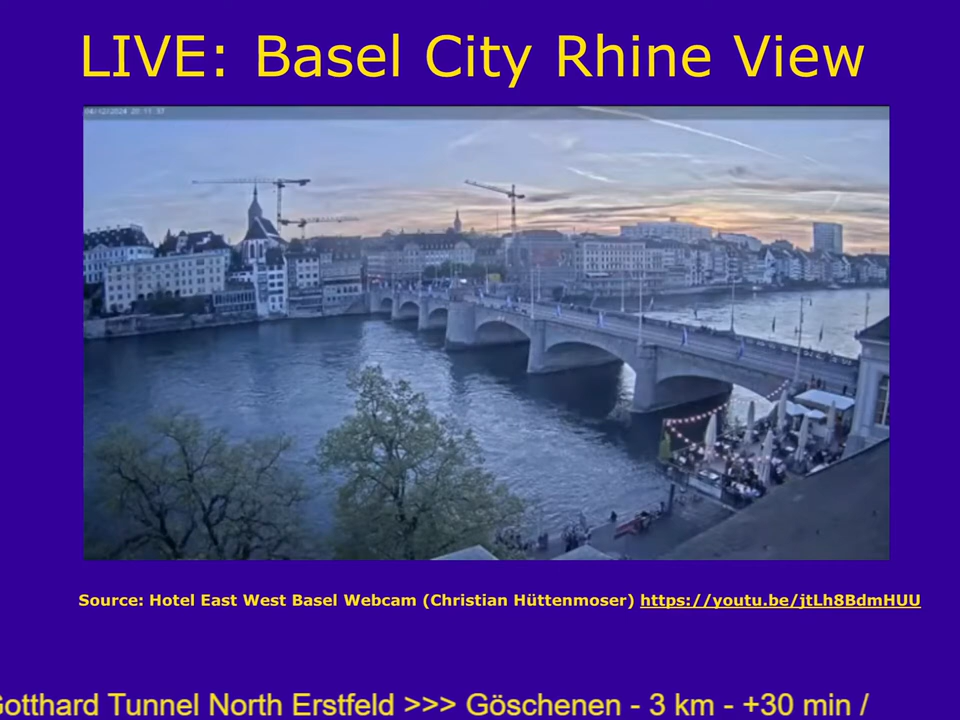 LIVE: Basel City Rhine View
Source: Hotel East West Basel Webcam (Christian Hüttenmoser) https://youtu.be/jtLh8BdmHUU
Gotthard Tunnel North Erstfeld >>> Göschenen - 3 km - +30 min /